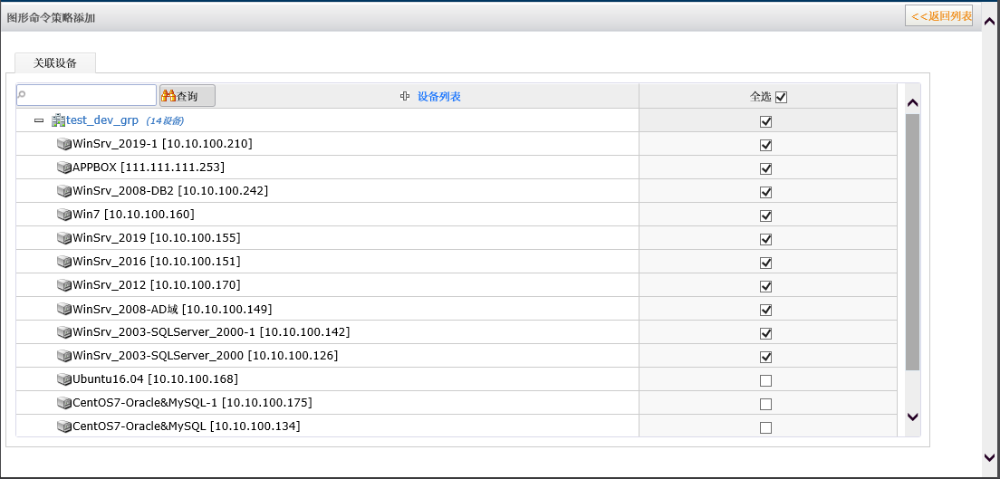 图形命令策略添加
<<返回列表
关联设备
查询 设备列表 全选
test_dev_grp (14设备)
WinSrv_2019-1 [10.10.100.210]
APPBOX [111.111.111.253]
WinSrv_2008-DB2 [10.10.100.242]
Win7 [10.10.100.160]
WinSrv_2019 [10.10.100.155]
WinSrv_2016 [10.10.100.151]
WinSrv_2012 [10.10.100.170]
WinSrv_2008-AD域 [10.10.100.149]
WinSrv_2003-SQLServer_2000-1 [10.10.100.142]
WinSrv_2003-SQLServer_2000 [10.10.100.126]
Ubuntu16.04 [10.10.100.168]
CentOS7-Oracle&MySQL-1 [10.10.100.175]
CentOS7-Oracle&MySQL [10.10.100.134]